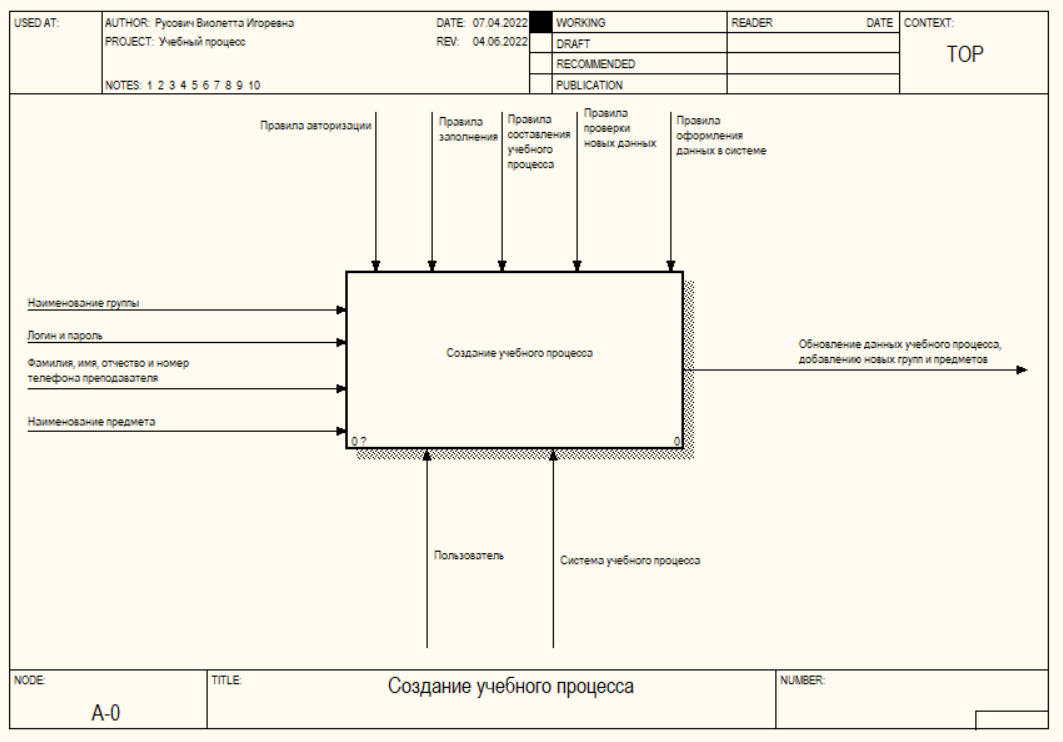 USED AT:
AUTHOR: Русович Виолетта Игоревна
DATE: 07.04.2022
PROJECT: Учебный процесс
REV: 04.06.2022
NOTES: 1 2 3 4 5 6 7 8 9 10
WORKING
DRAFT
RECOMMENDED
PUBLICATION
READER
DATE
CONTEXT:
TOP
Правила авторизации
Правила
заполнения
Правила
составления
учебного
процесса
Правила
проверки
новых данных
Правила
оформления
данных в системе
Наименование группы
Логин и пароль
Фамилия, имя, отчество и номер
телефона преподавателя
Наименование предмета
Создание учебного процесса
0 ?
0
Обновление данных учебного процесса,
добавлению новых групп и предметов
Пользователь
Система учебного процесса
NODE:
A-0
TITLE:
Создание учебного процесса
NUMBER: